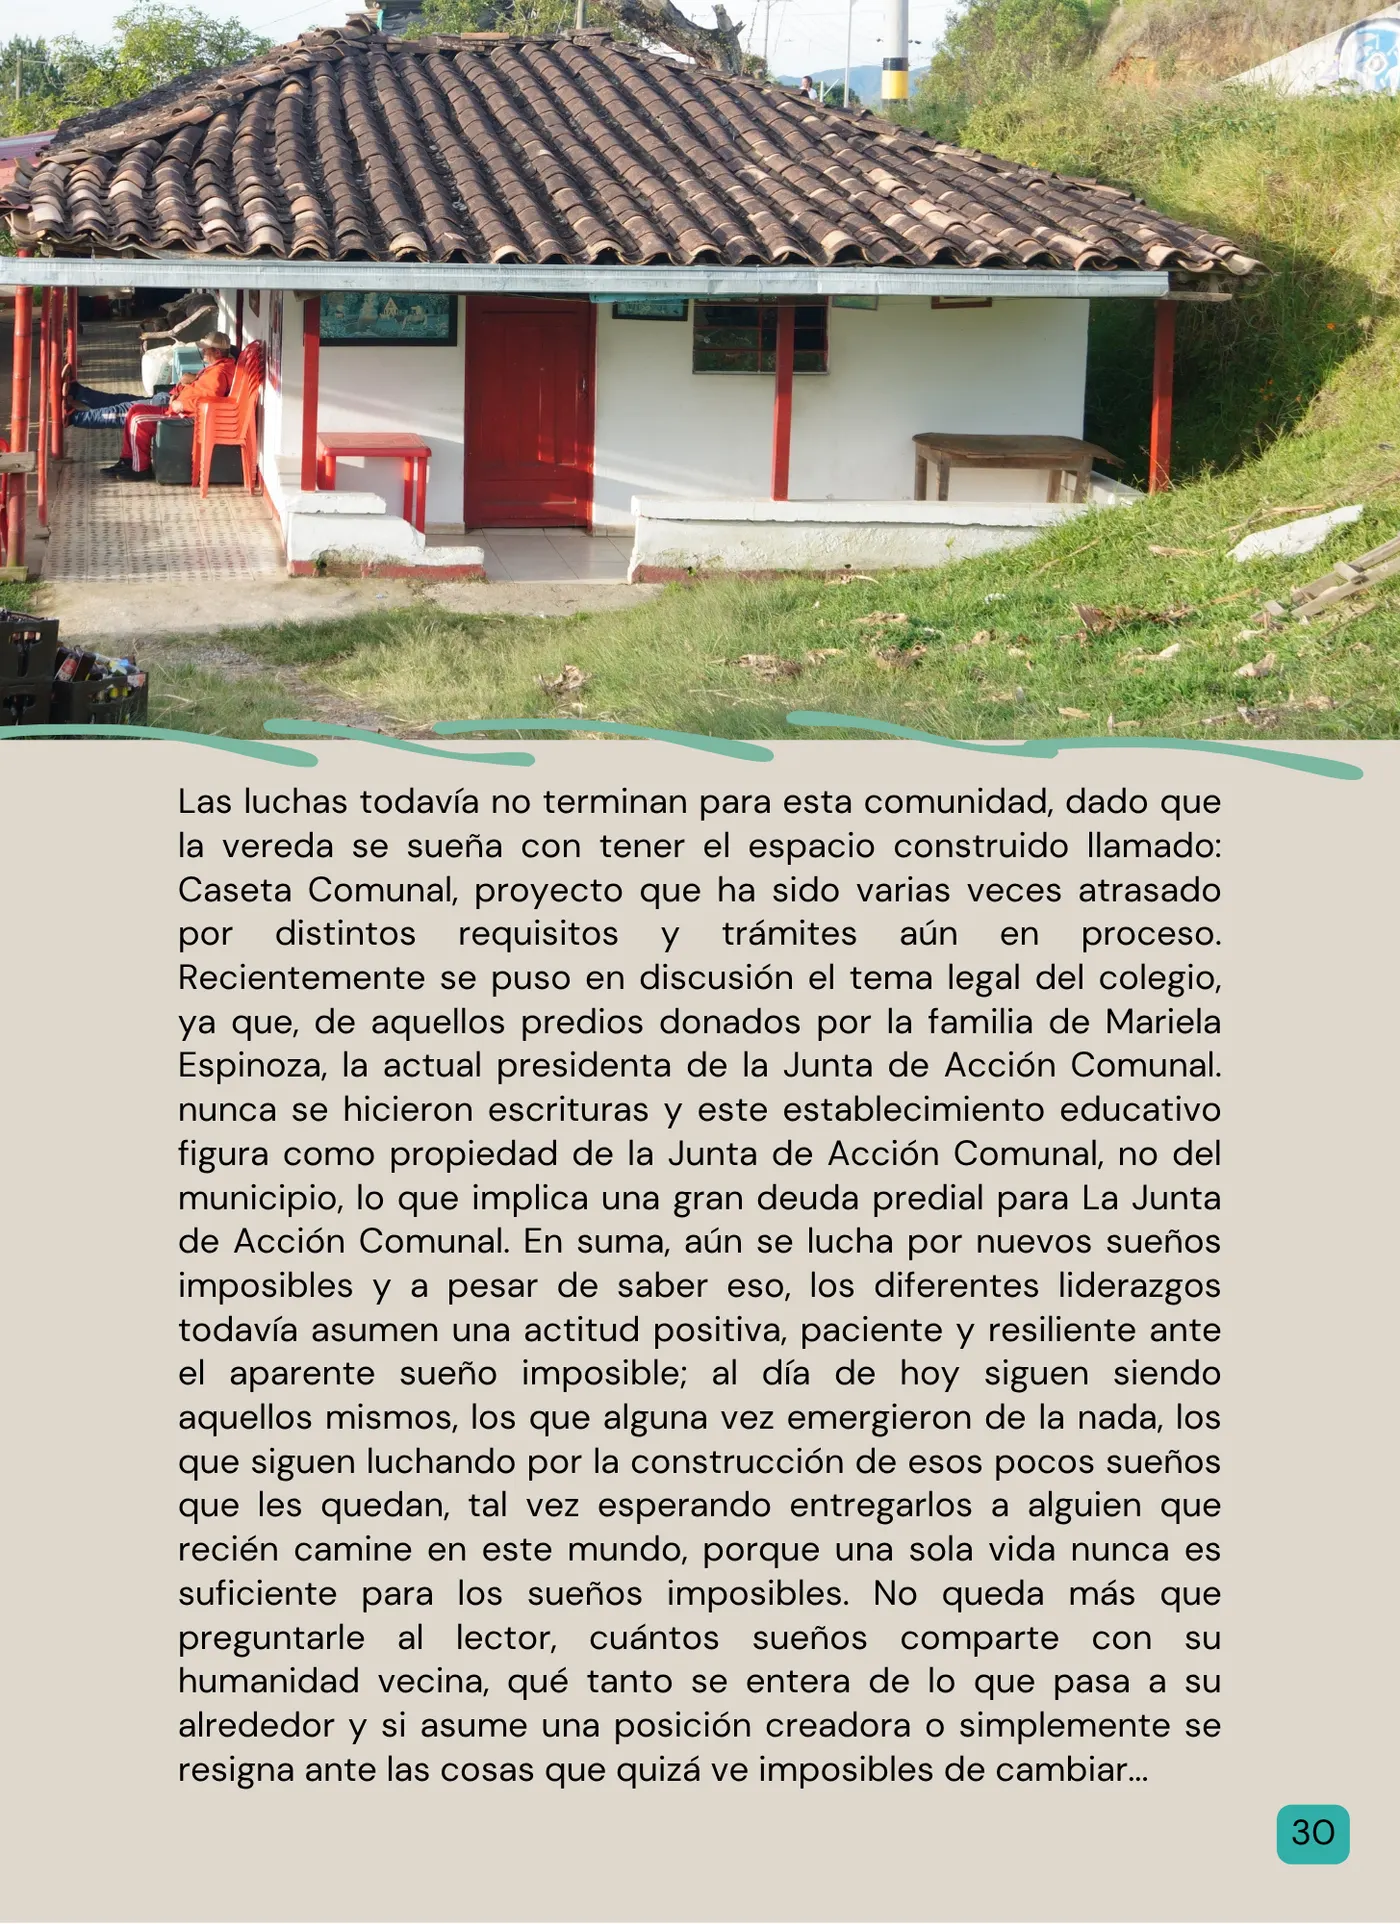 Las luchas todavía no terminan para esta comunidad, dado que
la vereda se sueña con tener el espacio construido llamado:
Caseta Comunal, proyecto que ha sido varias veces atrasado
por distintos requisitos y trámites aún en proceso.
Recientemente se puso en discusión el tema legal del colegio,
ya que, de aquellos predios donados por la familia de Mariela
Espinoza, la actual presidenta de la Junta de Acción Comunal.
nunca se hicieron escrituras y este establecimiento educativo
figura como propiedad de la Junta de Acción Comunal, no del
municipio, lo que implica una gran deuda predial para La Junta
de Acción Comunal. En suma, aún se lucha por nuevos sueños
imposibles y a pesar de saber eso, los diferentes liderazgos
todavía asumen una actitud positiva, paciente y resiliente ante
el aparente sueño imposible; al día de hoy siguen siendo
aquellos mismos, los que alguna vez emergieron de la nada, los
que siguen luchando por la construcción de esos pocos sueños
que les quedan, tal vez esperando entregarlos a alguien que
recién camine en este mundo, porque una sola vida nunca es
suficiente para los sueños imposibles. No queda más que
preguntarle al lector, cuántos sueños comparte con su
humanidad vecina, qué tanto se entera de lo que pasa a su
alrededor y si asume una posición creadora o simplemente se
resigna ante las cosas que quizá ve imposibles de cambiar...
30